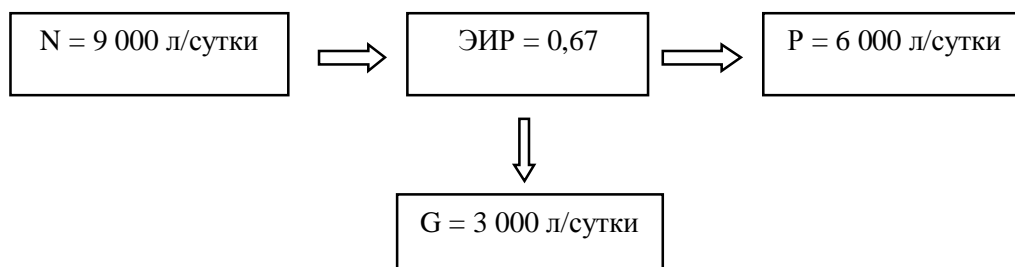 N = 9 000 л/сутки
ЭИР = 0,67
P = 6 000 л/сутки
G = 3 000 л/сутки